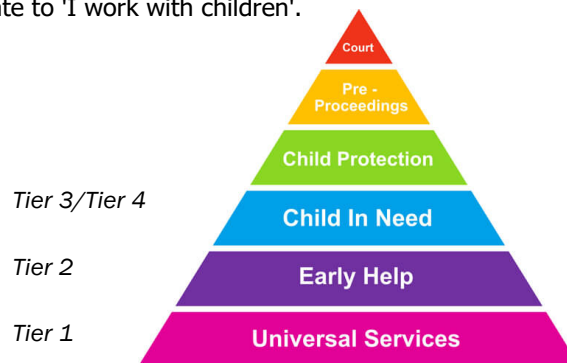 ate to 'I work with children'.
Court
Pre -
Proceedings
Child Protection
Tier 3/Tier 4
Child In Need
Tier 2
Early Help
Tier 1
Universal Services